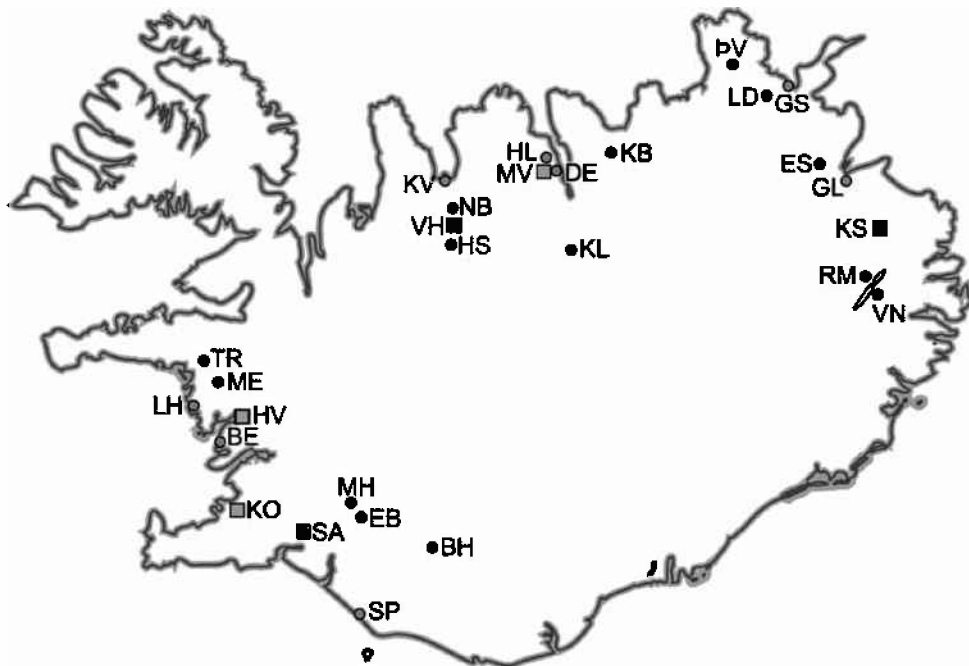 ÞV
LD GS
HL KB
MV DE
ES
KV GL
NB
VH KS
HS KL
RM
VN
TR
ME
LH HV
BE
MH
KO EB
SA
BH
SP